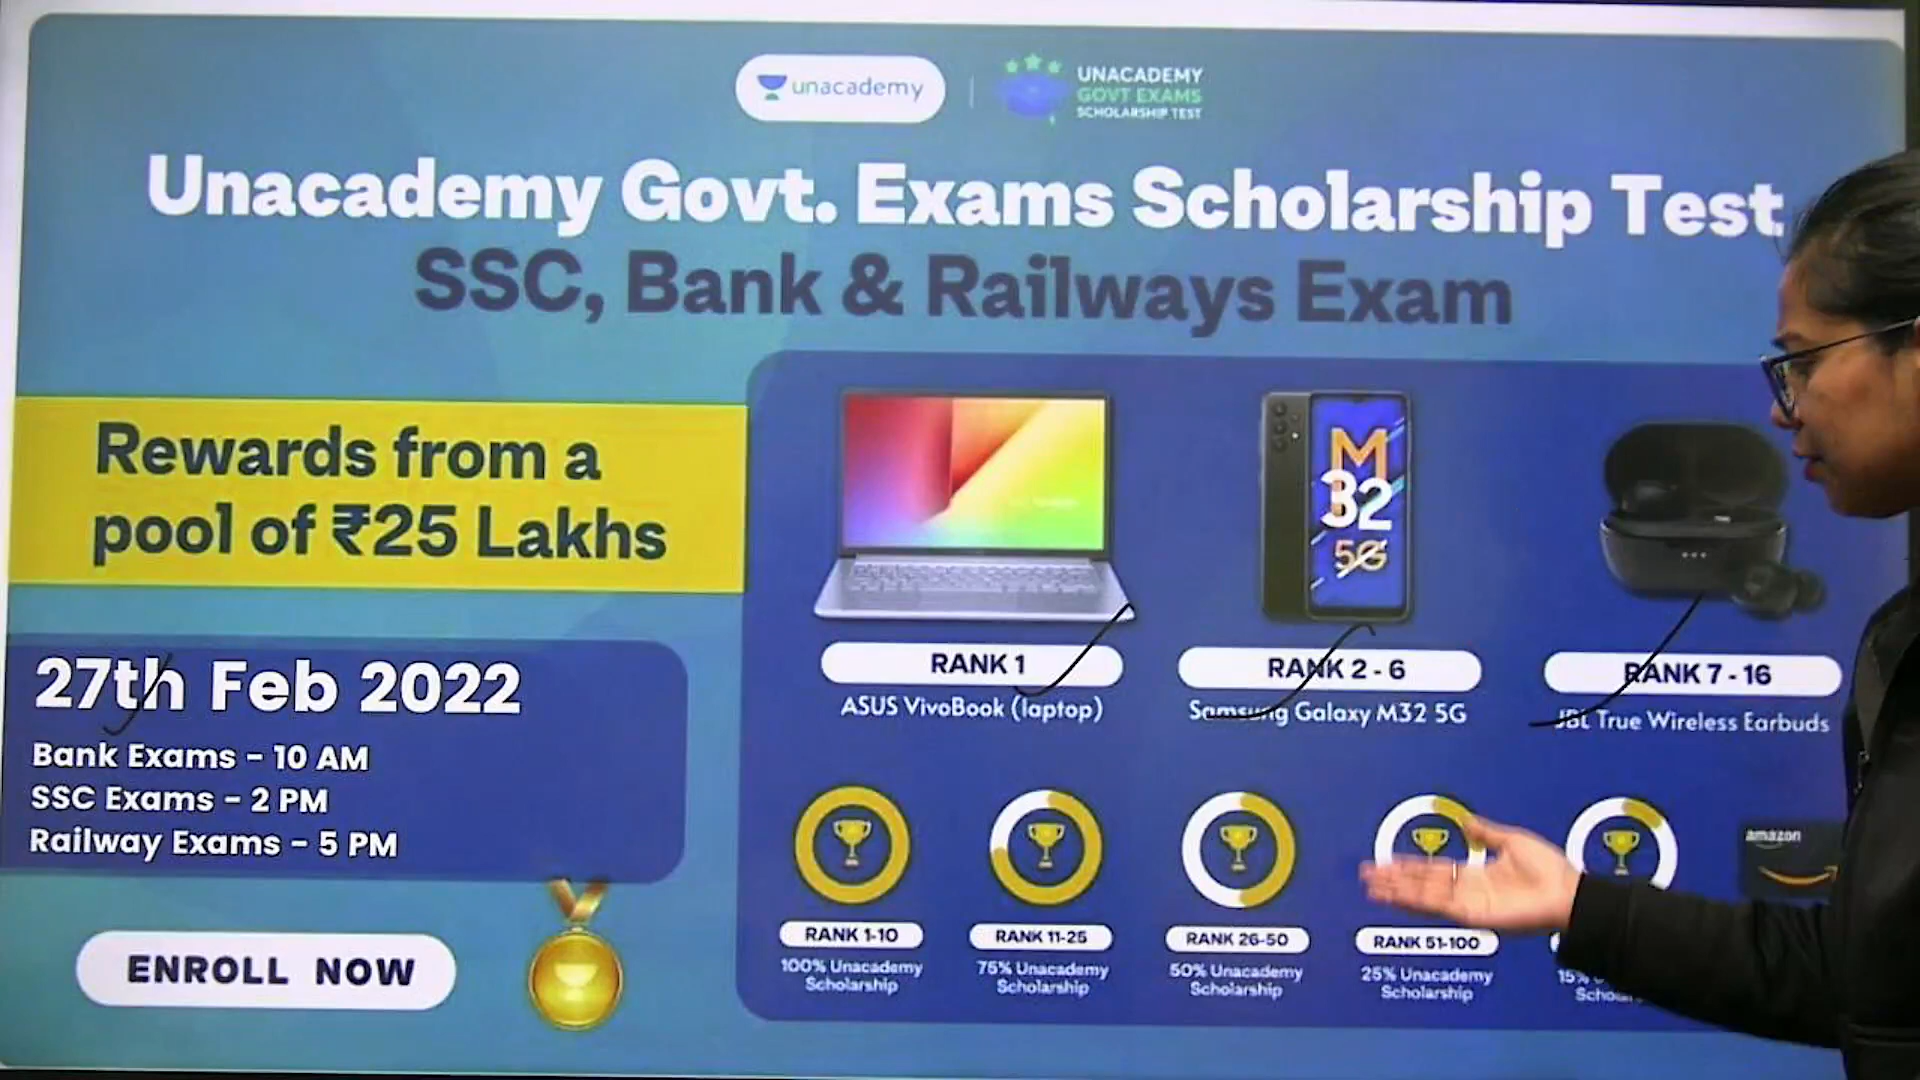 unacademy
UNACADEMY
GOVT EXAMS
SCHOLARSHIP TEST
Unacademy Govt. Exams Scholarship Test
SSC, Bank & Railways Exam
Rewards from a
pool of ₹25 Lakhs
27th Feb 2022
Bank Exams - 10 AM
SSC Exams - 2 PM
Railway Exams - 5 PM
ENROLL NOW
M
32
5G
RANK 1
ASUS VivoBook (laptop)
RANK 2 - 6
Samsung Galaxy M32 5G
RANK 7 - 16
JBL True Wireless Earbuds
amazon
RANK 1-10
100% Unacademy
Scholarship
RANK 11-25
75% Unacademy
Scholarship
RANK 26-50
50% Unacademy
Scholarship
RANK 51-100
25% Unacademy
Scholarship
15%